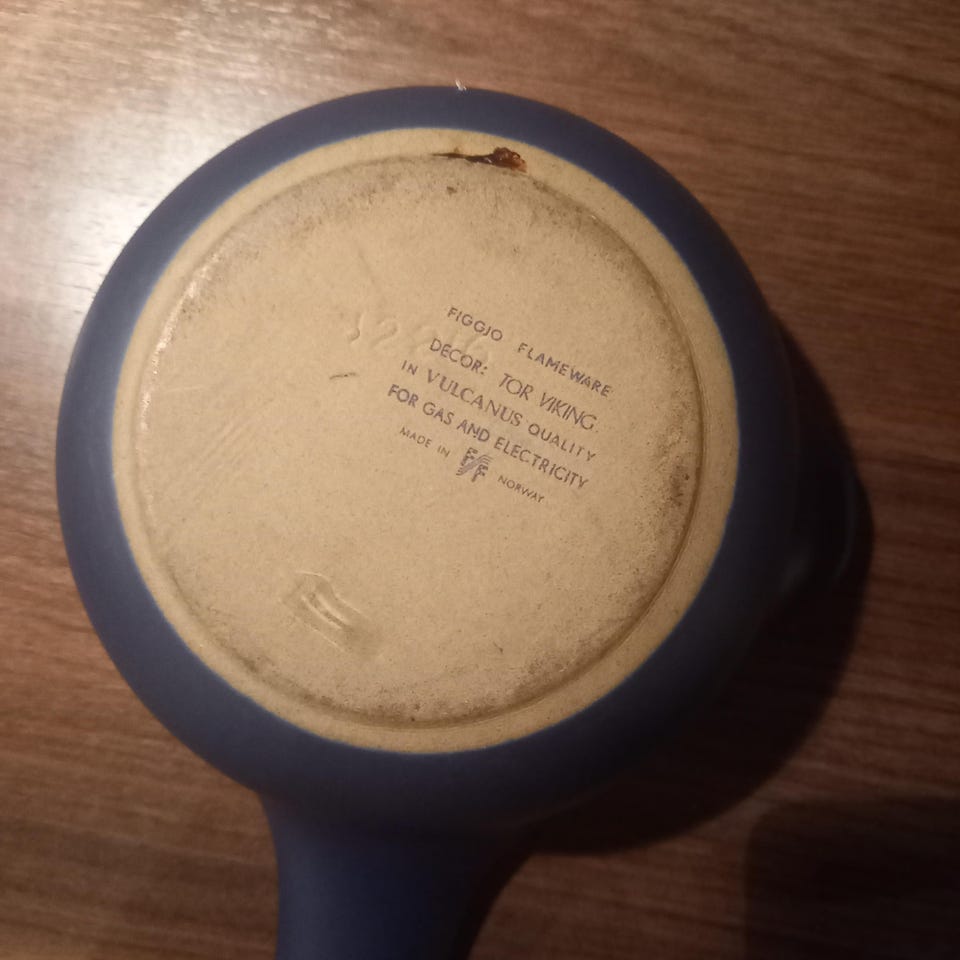 FIGGJO FLAMEWARE
DECOR: TOR VIKING.
IN VULCANUS QUALITY
FOR GAS AND ELECTRICITY
MADE IN NORWAY